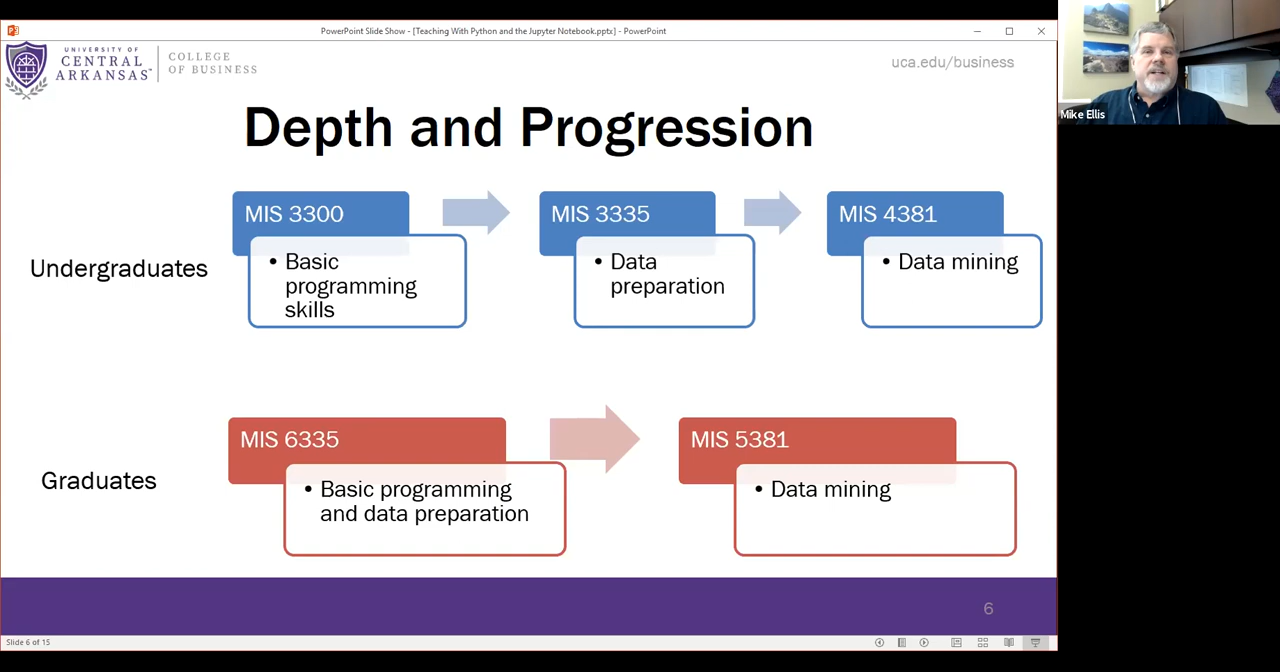 PowerPoint Slide Show - [Teaching With Python and the Jupyter Notebook.pptx] - PowerPoint
UNIVERSITY OF
CENTRAL
ARKANSAS™
COLLEGE
OF BUSINESS
uca.edu/business
Mike Ellis
Depth and Progression
Undergraduates
MIS 3300
• Basic
programming
skills
MIS 3335
• Data
preparation
MIS 4381
• Data mining
Graduates
MIS 6335
• Basic programming
and data preparation
MIS 5381
• Data mining
6
Slide 6 of 15